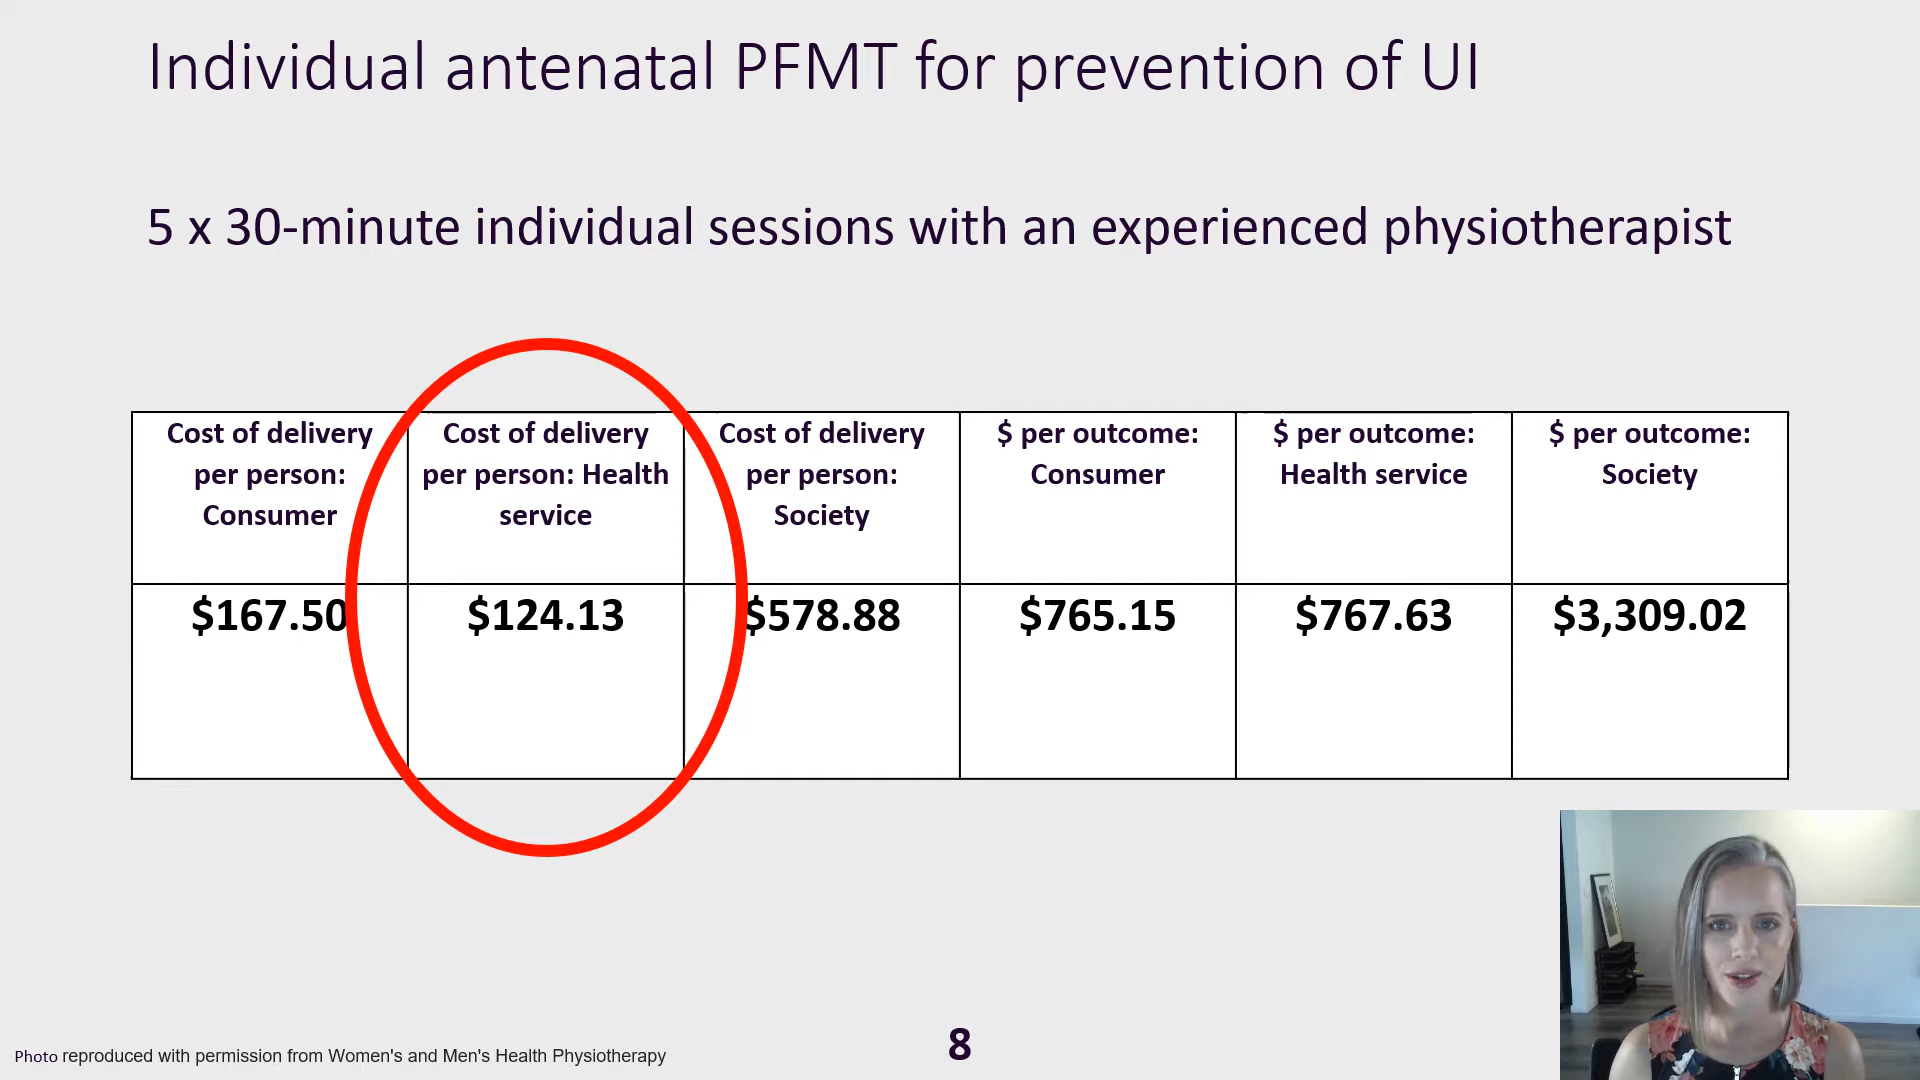 Individual antenatal PFMT for prevention of UI
5 x 30-minute individual sessions with an experienced physiotherapist
Cost of delivery
per person:
Consumer
Cost of delivery
per person: Health
service
Cost of delivery
per person:
Society
$ per outcome:
Consumer
$ per outcome:
Health service
$ per outcome:
Society
$167.50
$124.13
$578.88
$765.15
$767.63
$3,309.02
Photo reproduced with permission from Women's and Men's Health Physiotherapy
8